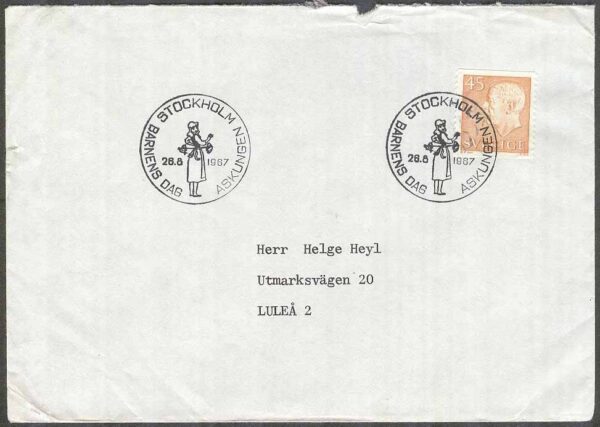 45
SVERIGE
STOCKHOLM
BARNENS DAG
26.8 1967
ASKUNGEN
STOCKHOLM
BARNENS DAG
26.8 1967
ASKUNGEN
Herr Helge Heyl
Utmarksvägen 20
LULEÅ 2